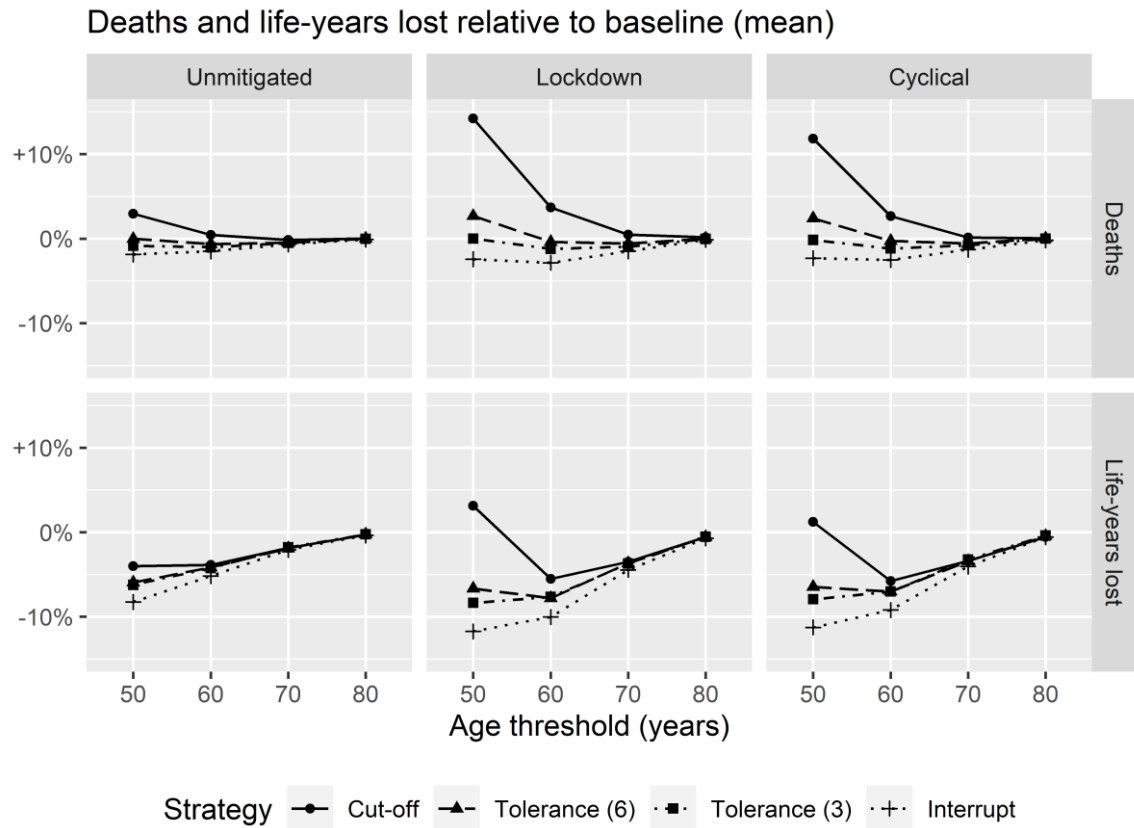 Deaths and life-years lost relative to baseline (mean)
Unmitigated Lockdown Cyclical
+10%
0%
-10%
Deaths
+10%
0%
-10%
Life-years lost
50 60 70 80 50 60 70 80 50 60 70 80
Age threshold (years)
Strategy Cut-off Tolerance (6) Tolerance (3) Interrupt